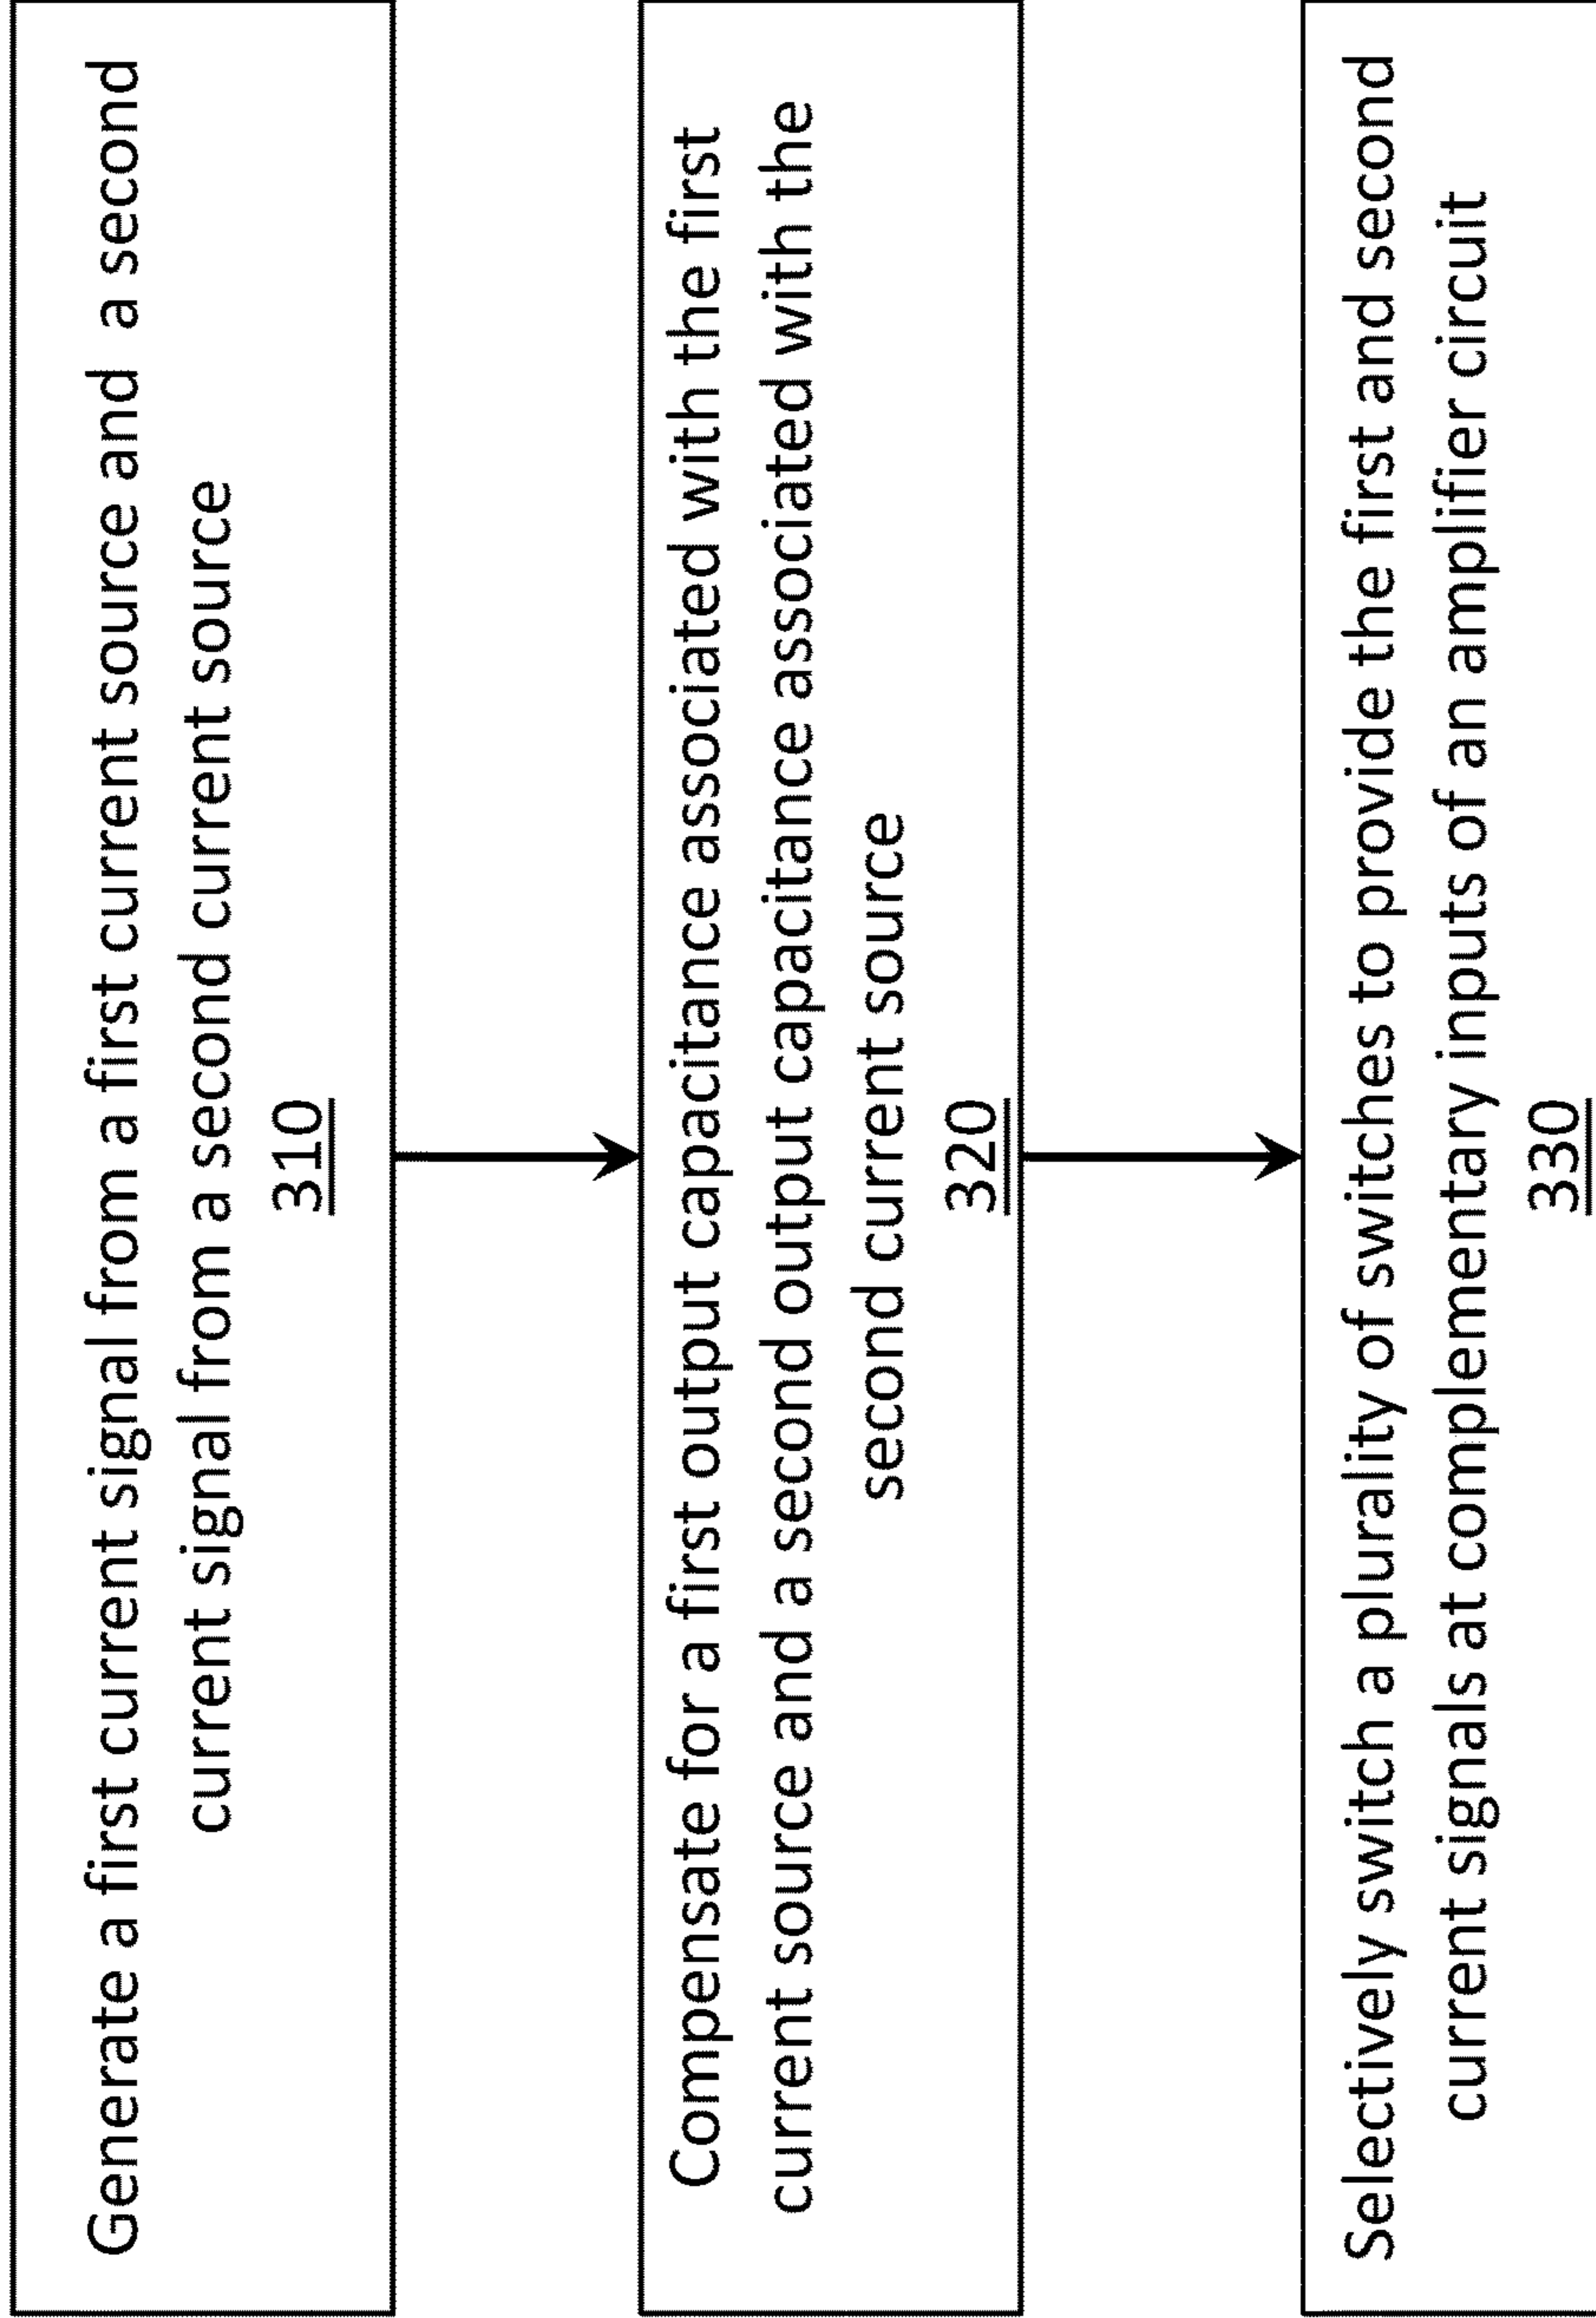 Generate a first current signal from a first current source and a second
current signal from a second current source
310
Compensate for a first output capacitance associated with the first
current source and a second output capacitance associated with the
second current source
320
Selectively switch a plurality of switches to provide the first and second
current signals at complementary inputs of an amplifier circuit
330